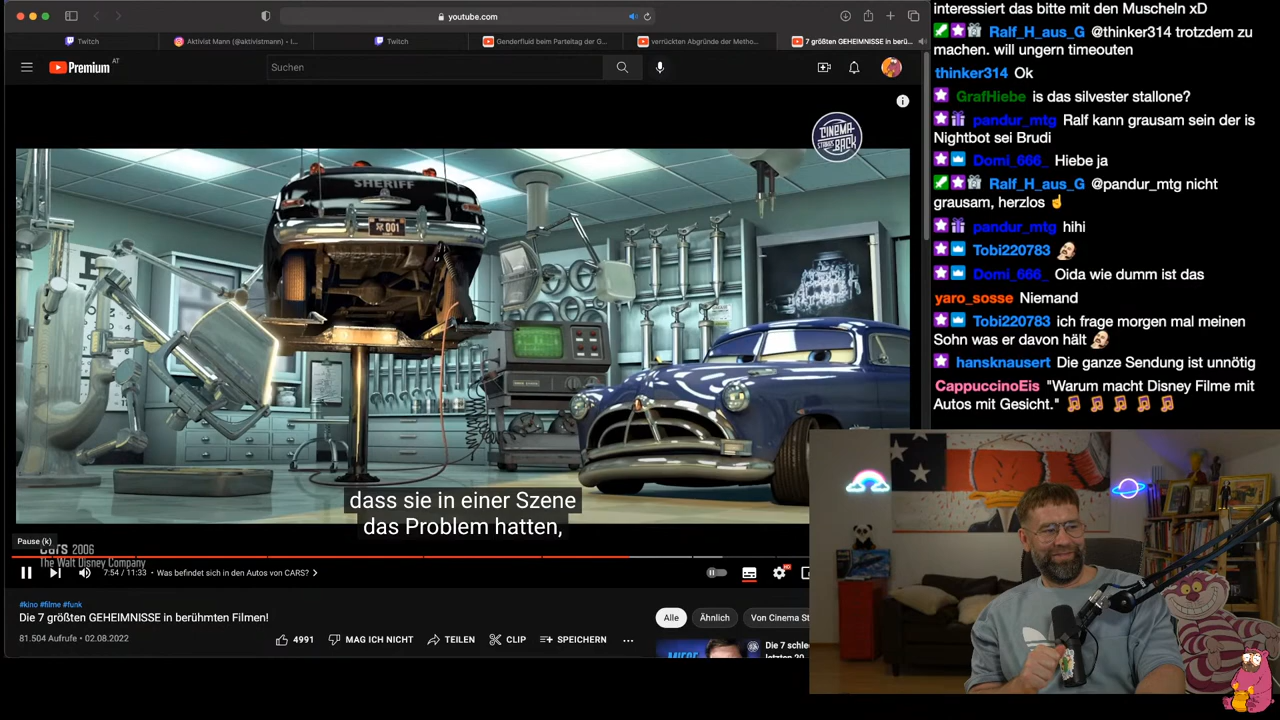 youtube.com
Twitch
Aktivist Mann (@aktivistmann) • I...
Twitch
Genderfluid beim Parteitag der G...
verrückten Abgründe der Metho...
7 größten GEHEIMNISSE in berü...
Premium AT
Suchen
CINEMA
STRIKES
BACK
SHERIFF
001
dass sie in einer Szene
das Problem hatten,
Pause (k)
Cars 2006
The Walt Disney Company
7:54 / 11:33 • Was befindet sich in den Autos von CARS?
HD
#kino #filme #funk
Die 7 größten GEHEIMNISSE in berühmten Filmen!
81.504 Aufrufe • 02.08.2022
4991
MAG ICH NICHT
TEILEN
CLIP
SPEICHERN
Alle
Ähnlich
Von Cinema St
Die 7 schle
letzten 20
interessiert das bitte mit den Muscheln xD
Ralf_H_aus_G @thinker314 trotzdem zu
machen. will ungern timeouten
thinker314 Ok
GrafHiebe is das silvester stallone?
pandur_mtg Ralf kann grausam sein der is
Nightbot sei Brudi
Domi_666_ Hiebe ja
Ralf_H_aus_G @pandur_mtg nicht
grausam, herzlos ☝
pandur_mtg hihi
Tobi220783
Domi_666_ Oida wie dumm ist das
yaro_sosse Niemand
Tobi220783 ich frage morgen mal meinen
Sohn was er davon hält
hansknausert Die ganze Sendung ist unnötig
CappuccinoEis "Warum macht Disney Filme mit
Autos mit Gesicht."